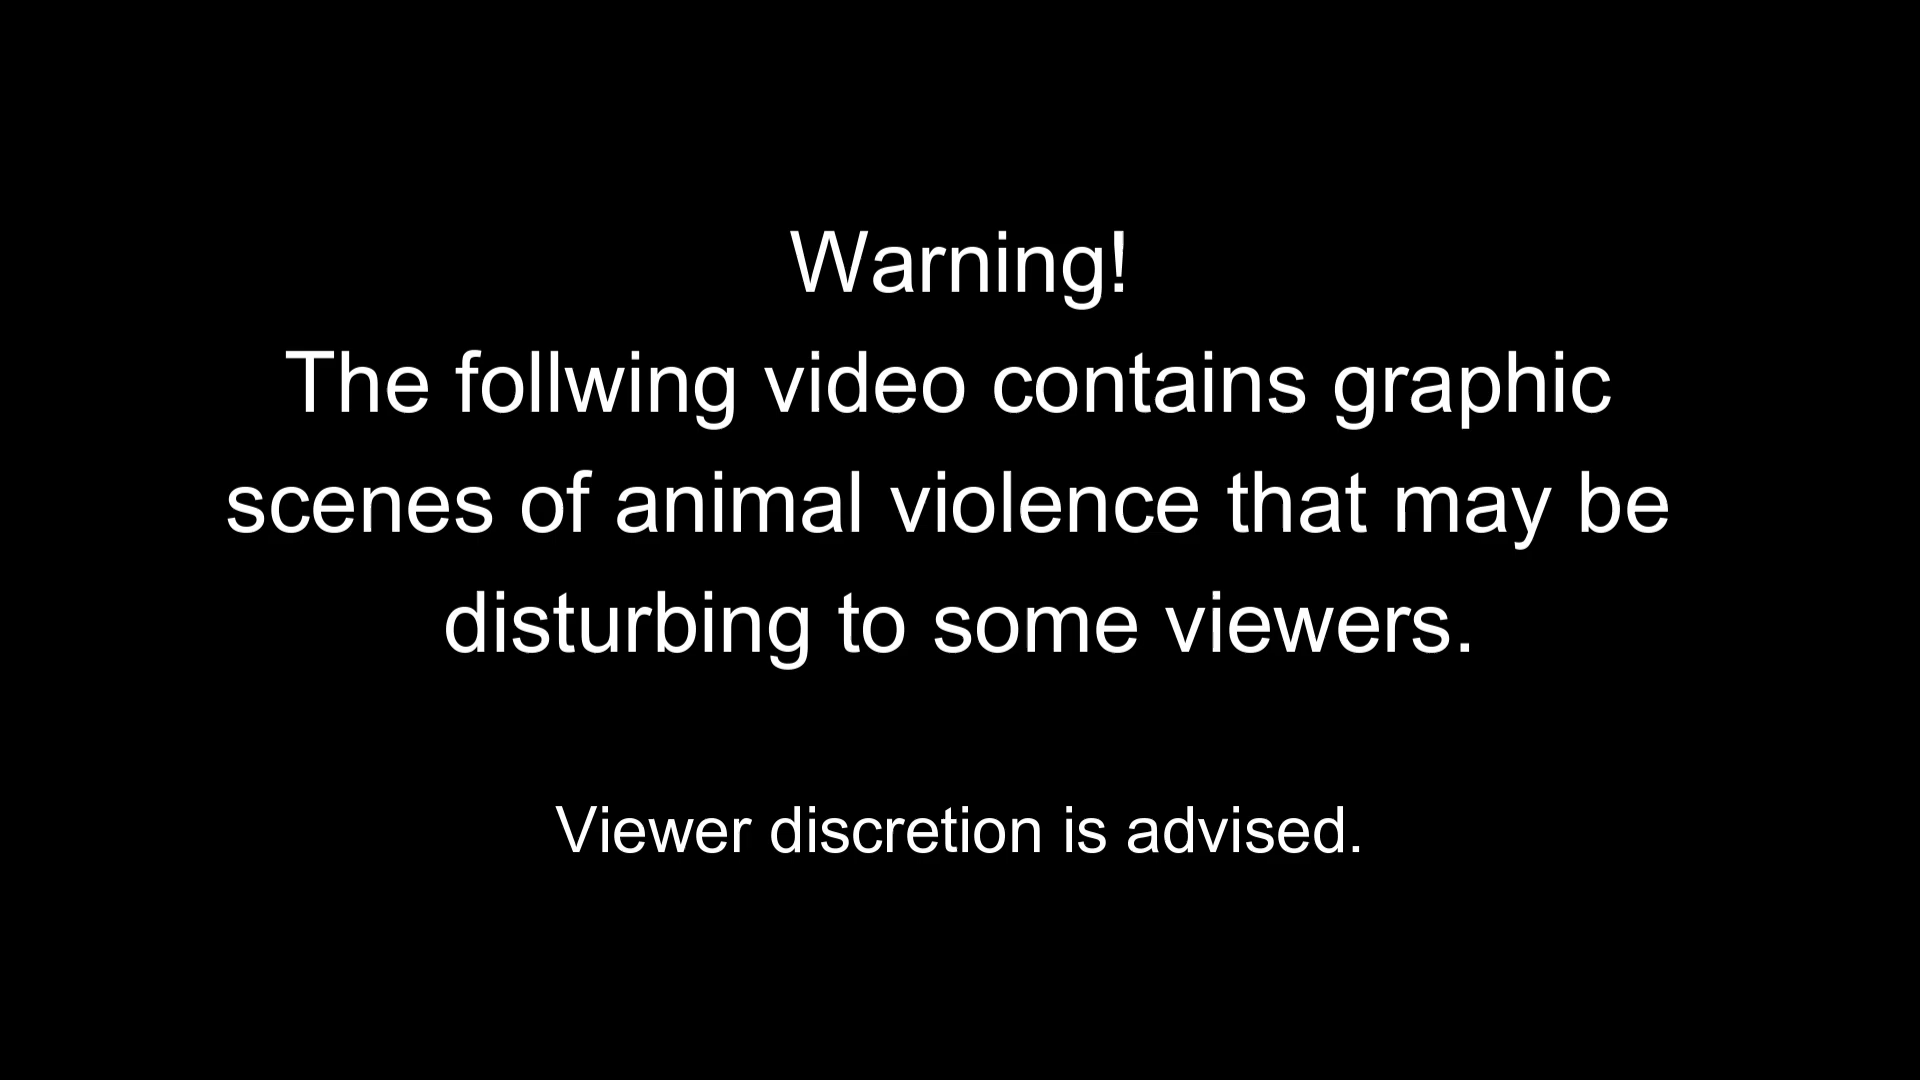 Warning!
The follwing video contains graphic
scenes of animal violence that may be
disturbing to some viewers.
Viewer discretion is advised.